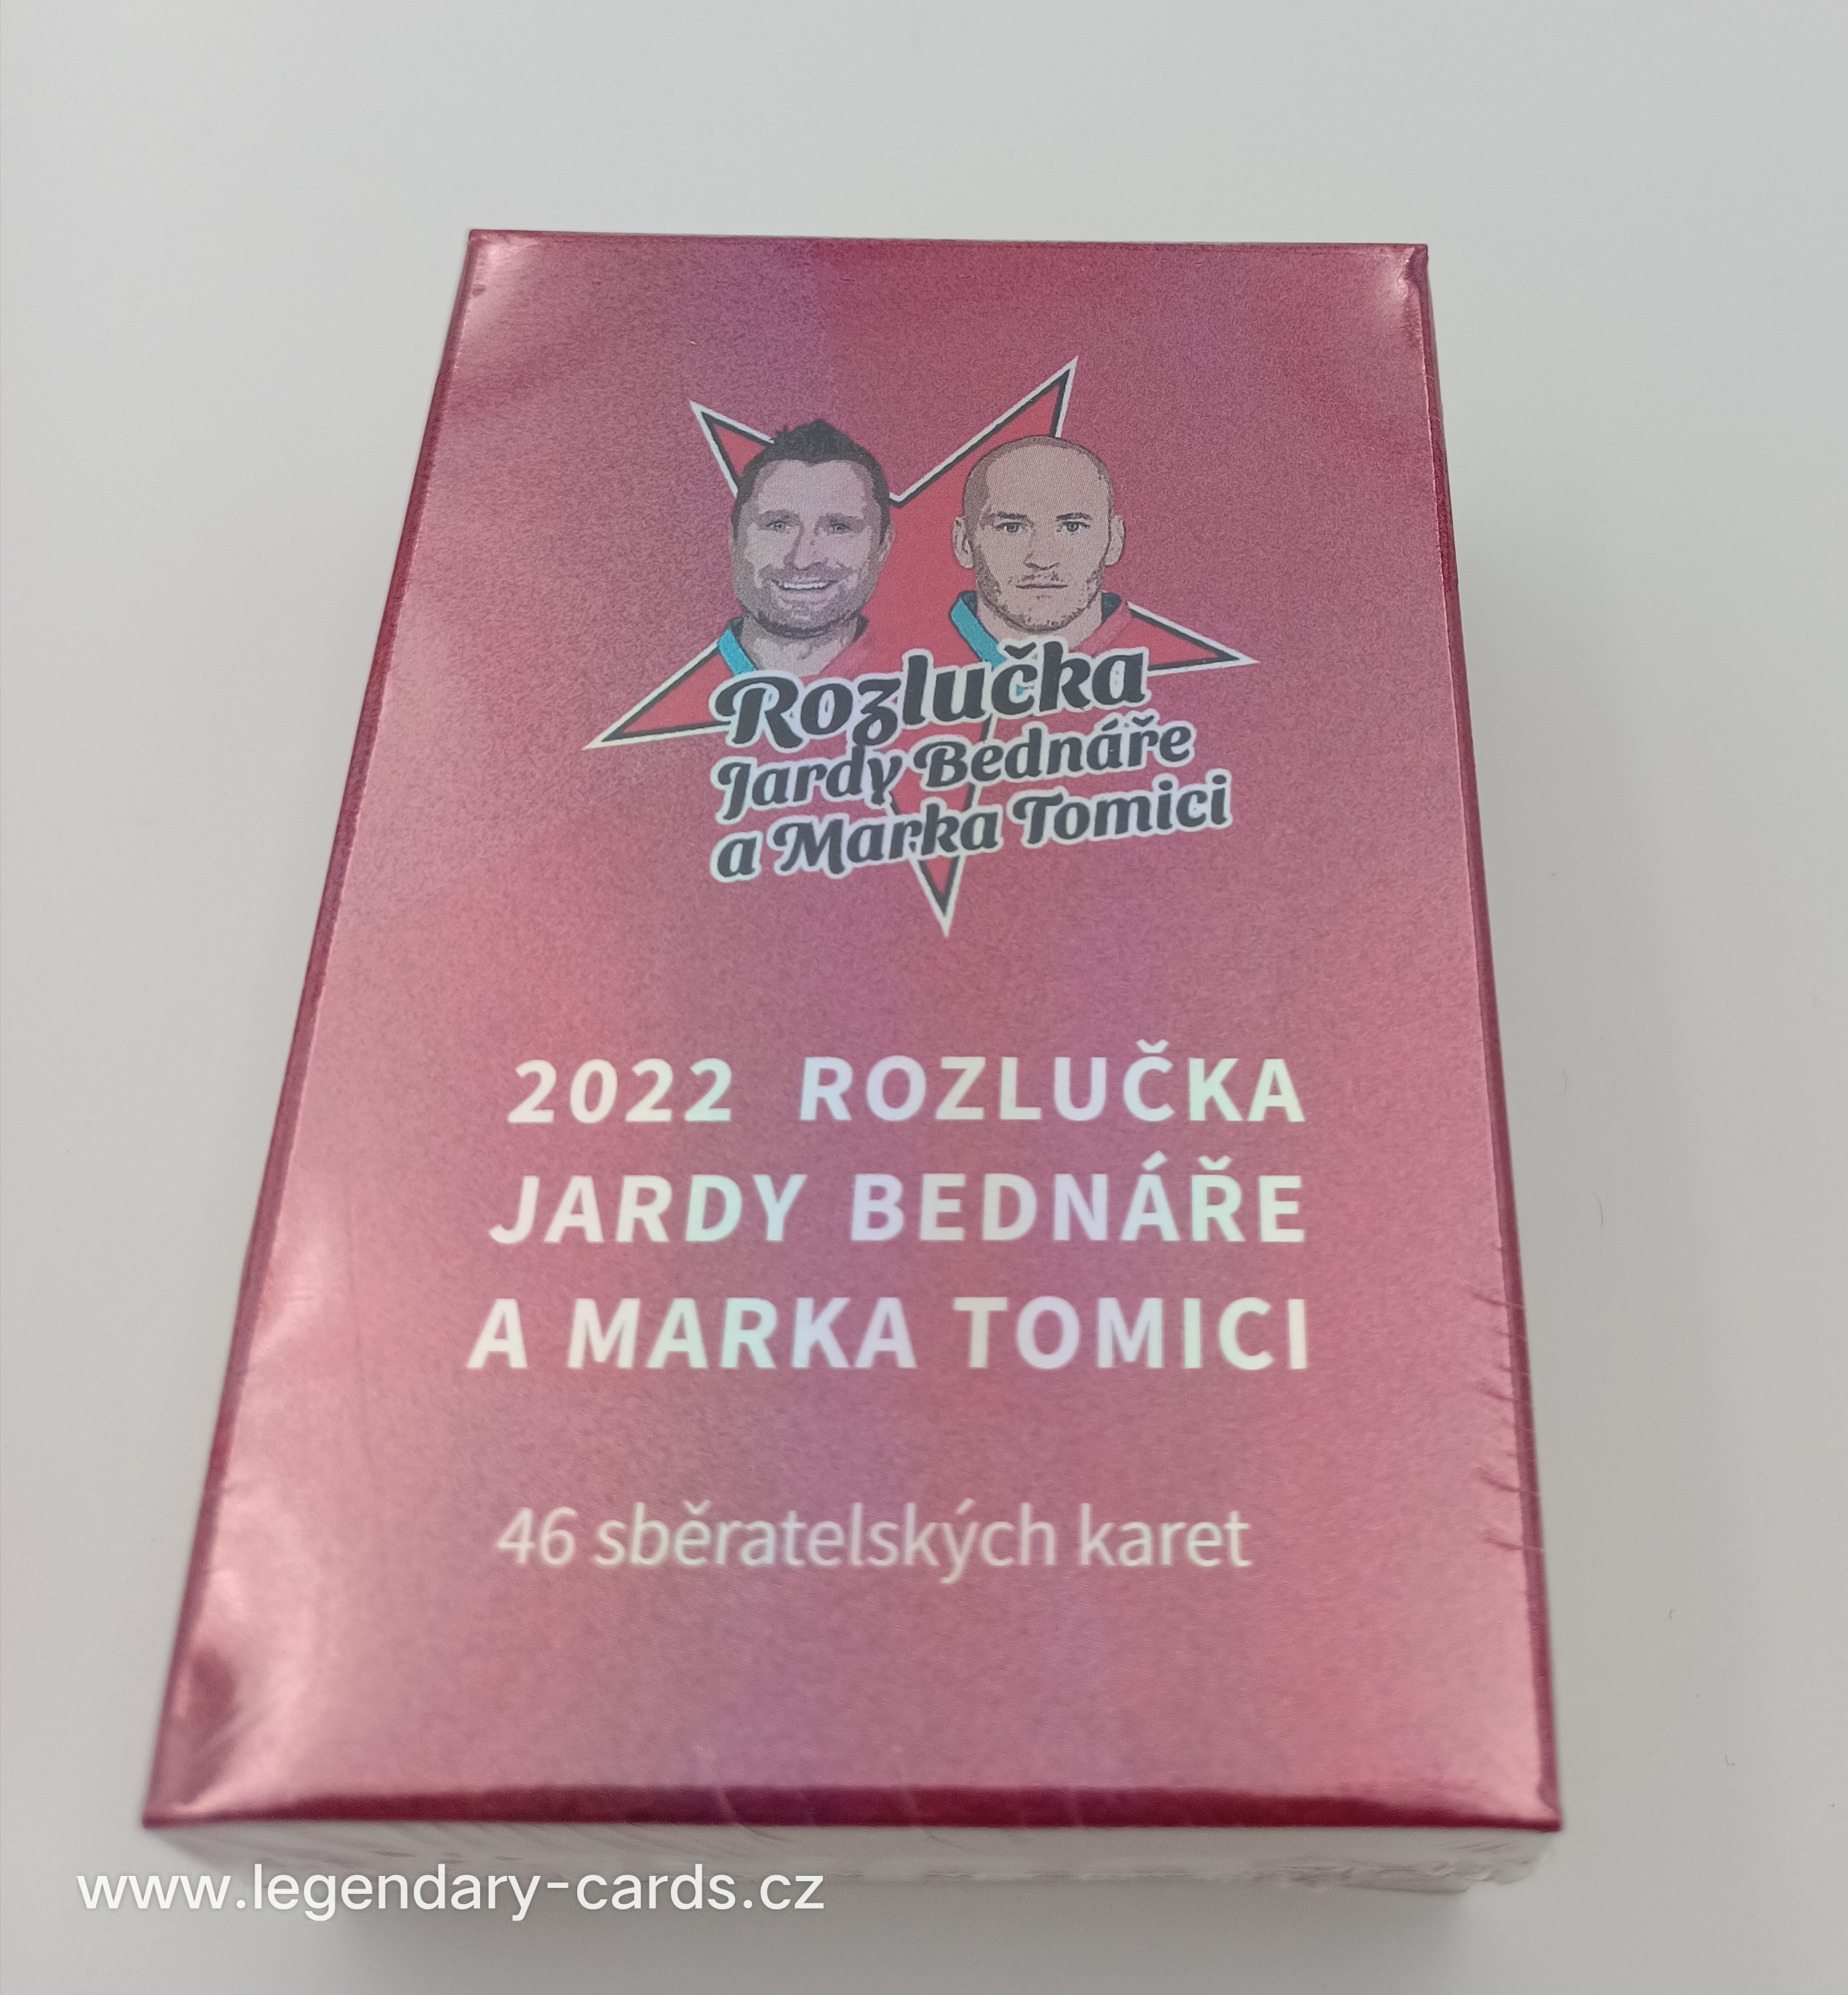 Rozlučka
Jardy Bednáře
a Marka Tomici
2022 ROZLUČKA
JARDY BEDNÁŘE
A MARKA TOMICI
46 sběratelských karet
www.legendary-cards.cz